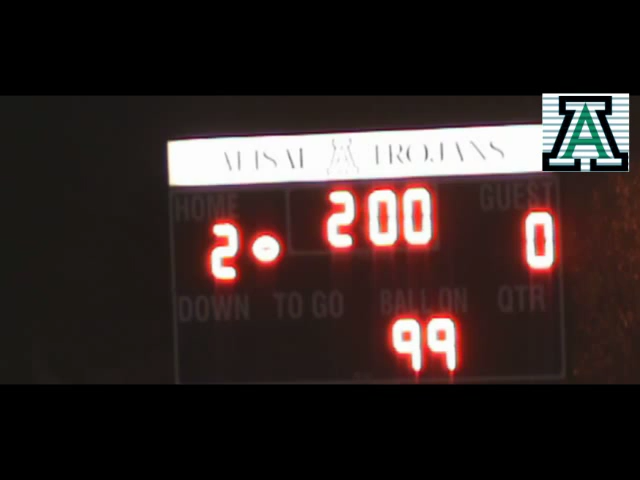 ALISAL A TROJANS
A
HOME 200 GUEST
2 0
DOWN TO GO BALL ON QTR
99